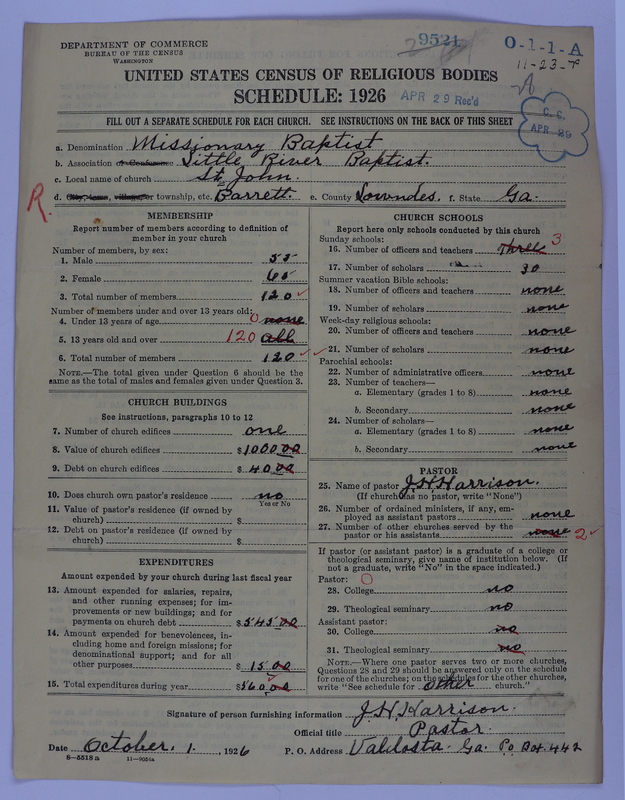 DEPARTMENT OF COMMERCE
BUREAU OF THE CENSUS
WASHINGTON
9521
O-1-1-A
11-23-
UNITED STATES CENSUS OF RELIGIOUS BODIES
SCHEDULE: 1926
APR 29 Rec'd
C. C.
APR 29
FILL OUT A SEPARATE SCHEDULE FOR EACH CHURCH. SEE INSTRUCTIONS ON THE BACK OF THIS SHEET
a. Denomination Missionary Baptist
b. Association or Conference Little River Baptist.
c. Local name of church St John.
d. City, town, village, or township, etc. Barrett. e. County Lowndes. f. State Ga.
R.
MEMBERSHIP
Report number of members according to definition of
member in your church
Number of members, by sex:
1. Male 55
2. Female 65
3. Total number of members 120
Number of members under and over 13 years old:
4. Under 13 years of age 0 none
5. 13 years old and over 120 all
6. Total number of members 120
NOTE.—The total given under Question 6 should be the
same as the total of males and females given under Question 3.
CHURCH BUILDINGS
See instructions, paragraphs 10 to 12
7. Number of church edifices one
8. Value of church edifices $1000.00
9. Debt on church edifices $40.00
10. Does church own pastor's residence no
Yes or No
11. Value of pastor's residence (if owned by
church) $
12. Debt on pastor's residence (if owned by
church) $
EXPENDITURES
Amount expended by your church during last fiscal year
13. Amount expended for salaries, repairs,
and other running expenses; for im-
provements or new buildings; and for
payments on church debt $545.00
14. Amount expended for benevolences, in-
cluding home and foreign missions; for
denominational support; and for all
other purposes $15.00
15. Total expenditures during year $560.00
CHURCH SCHOOLS
Report here only schools conducted by this church
Sunday schools:
16. Number of officers and teachers Three 3
17. Number of scholars 30
Summer vacation Bible schools:
18. Number of officers and teachers none
19. Number of scholars none
Week-day religious schools:
20. Number of officers and teachers none
21. Number of scholars none
Parochial schools:
22. Number of administrative officers none
23. Number of teachers—
a. Elementary (grades 1 to 8) none
b. Secondary none
24. Number of scholars—
a. Elementary (grades 1 to 8) none
b. Secondary none
PASTOR
25. Name of pastor J.H. Harrison.
(If church has no pastor, write "None")
26. Number of ordained ministers, if any, em-
ployed as assistant pastors none
27. Number of other churches served by the
pastor or his assistants none 2
If pastor (or assistant pastor) is a graduate of a college or
theological seminary, give name of institution below. (If
not a graduate, write "No" in the space indicated.)
Pastor: 0
28. College no
29. Theological seminary no
Assistant pastor:
30. College no
31. Theological seminary no
NOTE.—Where one pastor serves two or more churches,
Questions 28 and 29 should be answered only on the schedule
for one of the churches; on the schedules for the other churches,
write "See schedule for other church."
Signature of person furnishing information J.H. Harrison.
Official title Pastor
Date October. 1., 1926 P. O. Address Valdosta. Ga. Po Box. 442
8—5518a 11—9054a